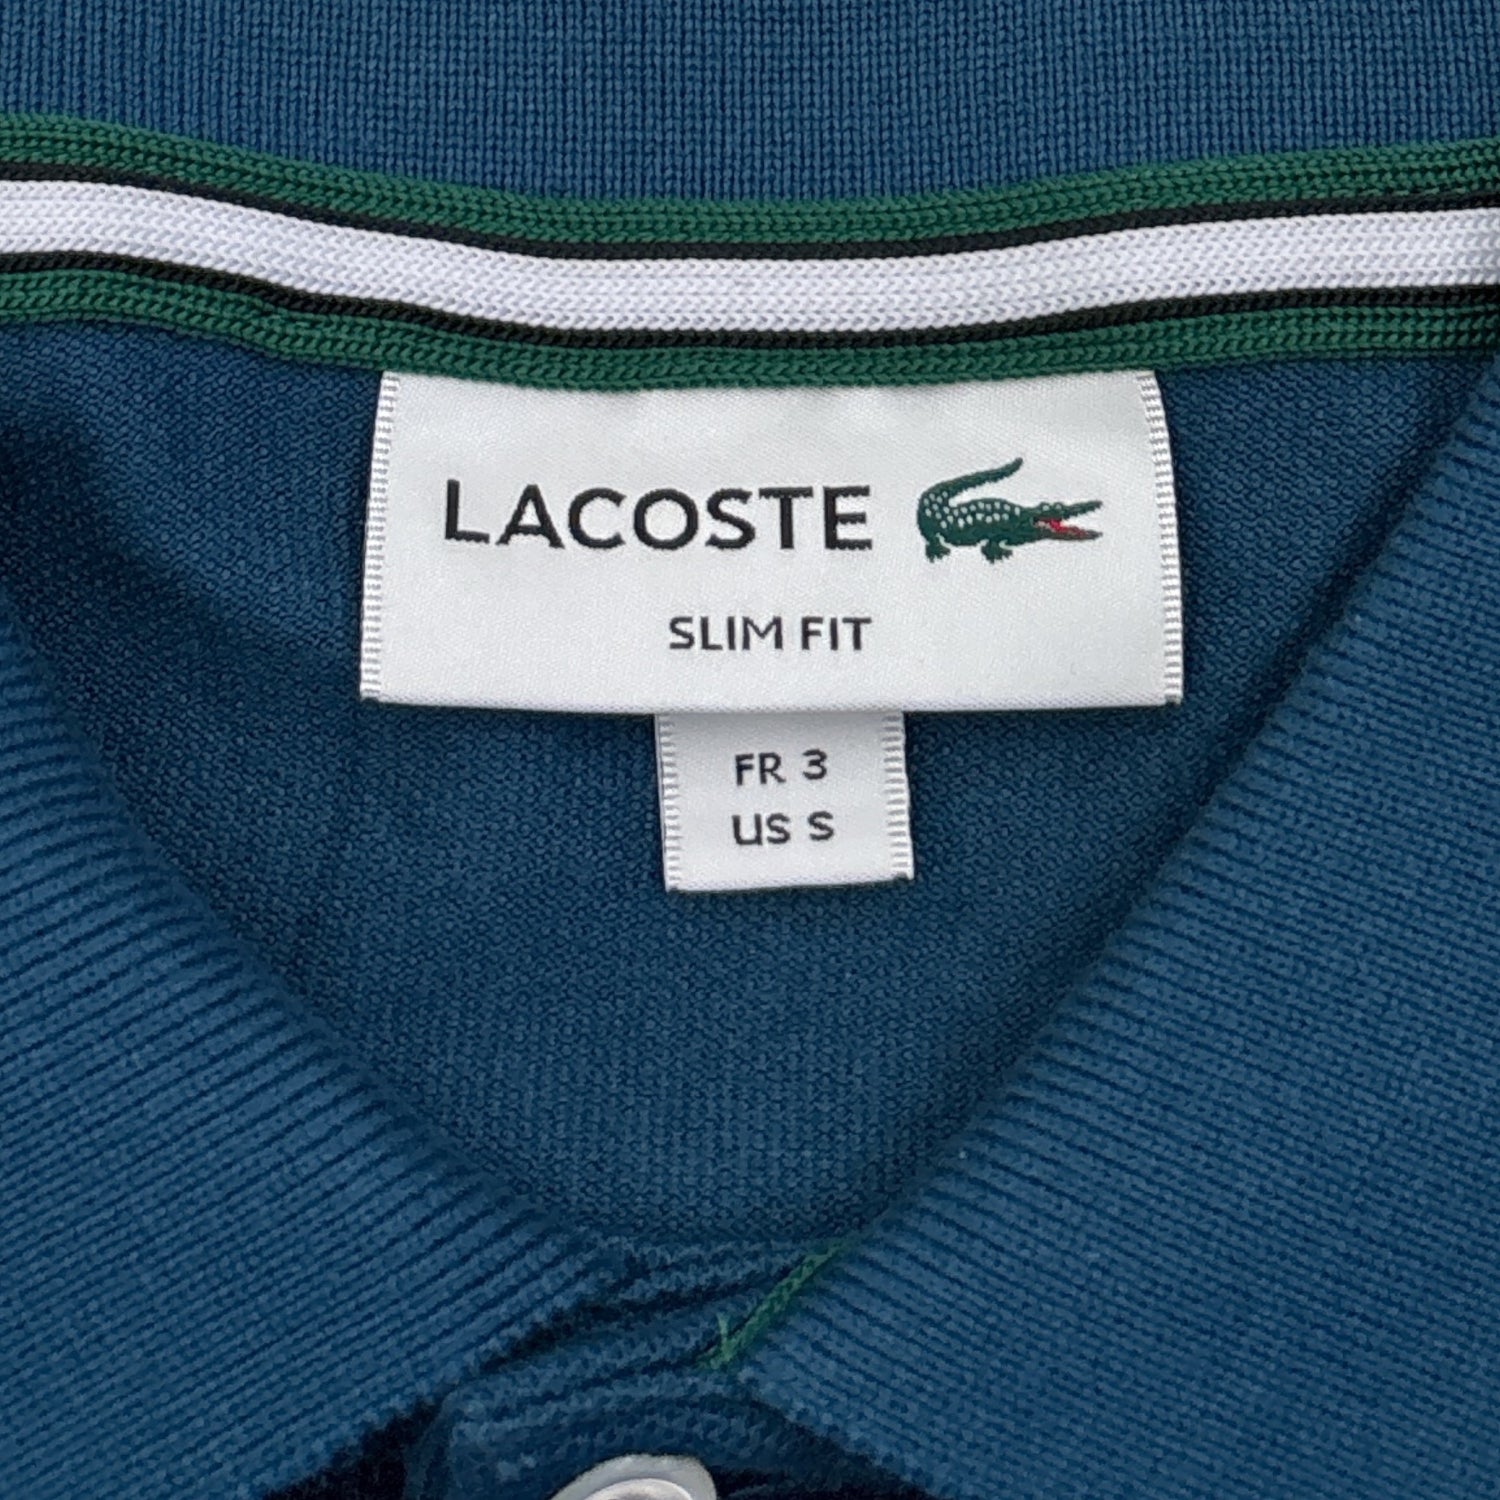 LACOSTE
SLIM FIT
FR 3
US S